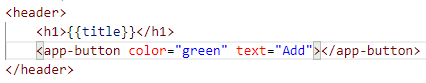 <header>
    <h1>{{title}}</h1>
    <app-button color="green" text="Add"></app-button>
</header>